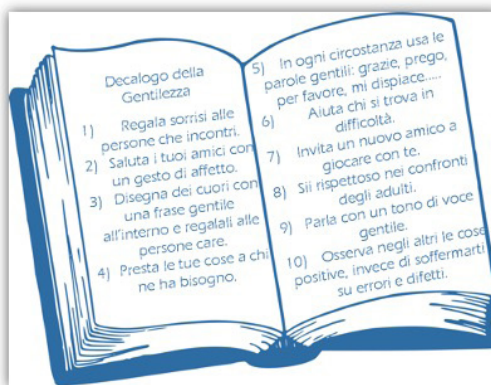 Decalogo della
Gentilezza
1) Regala sorrisi alle
persone che incontri.
2) Saluta i tuoi amici con
un gesto di affetto.
3) Disegna dei cuori con
una frase gentile
all'interno e regalali alle
persone care.
4) Presta le tue cose a chi
ne ha bisogno.
5) In ogni circostanza usa le
parole gentili: grazie, prego,
per favore, mi dispiace.....
6) Aiuta chi si trova in
difficoltà.
7) Invita un nuovo amico a
giocare con te.
8) Sii rispettoso nei confronti
degli adulti.
9) Parla con un tono di voce
gentile.
10) Osserva negli altri le cose
positive, invece di soffermarti
su errori e difetti.